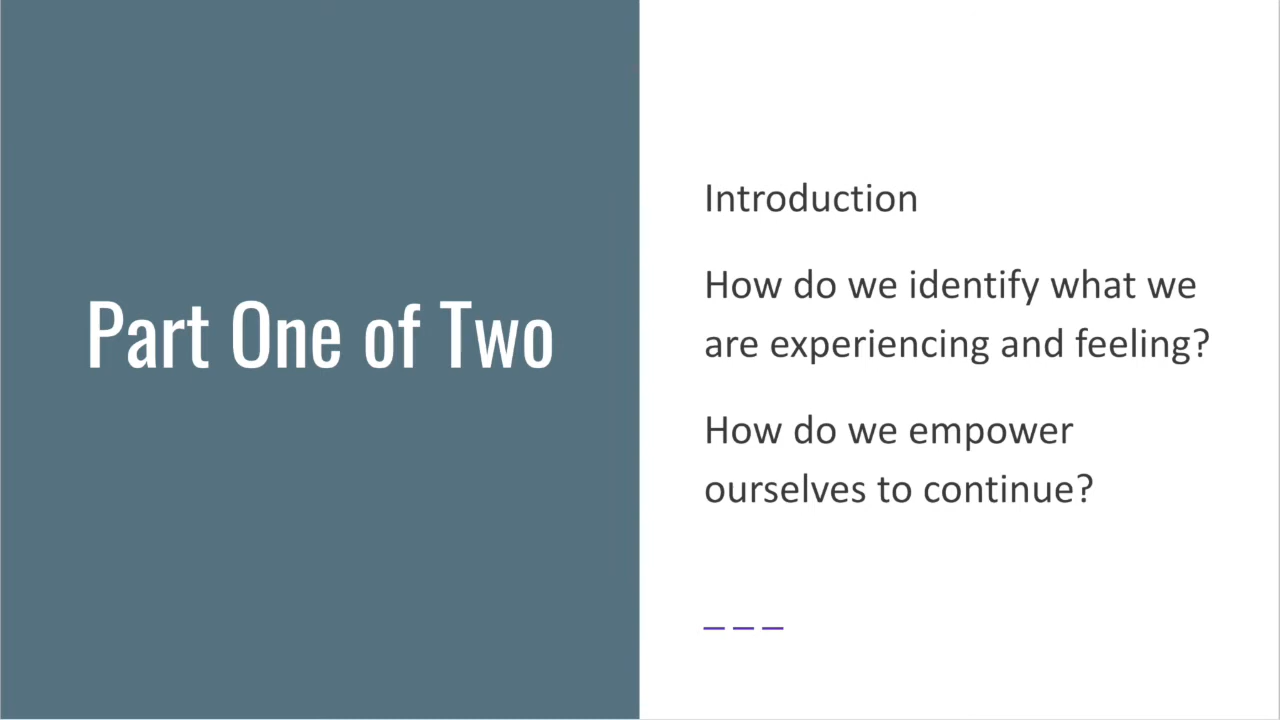 Part One of Two
Introduction
How do we identify what we
are experiencing and feeling?
How do we empower
ourselves to continue?